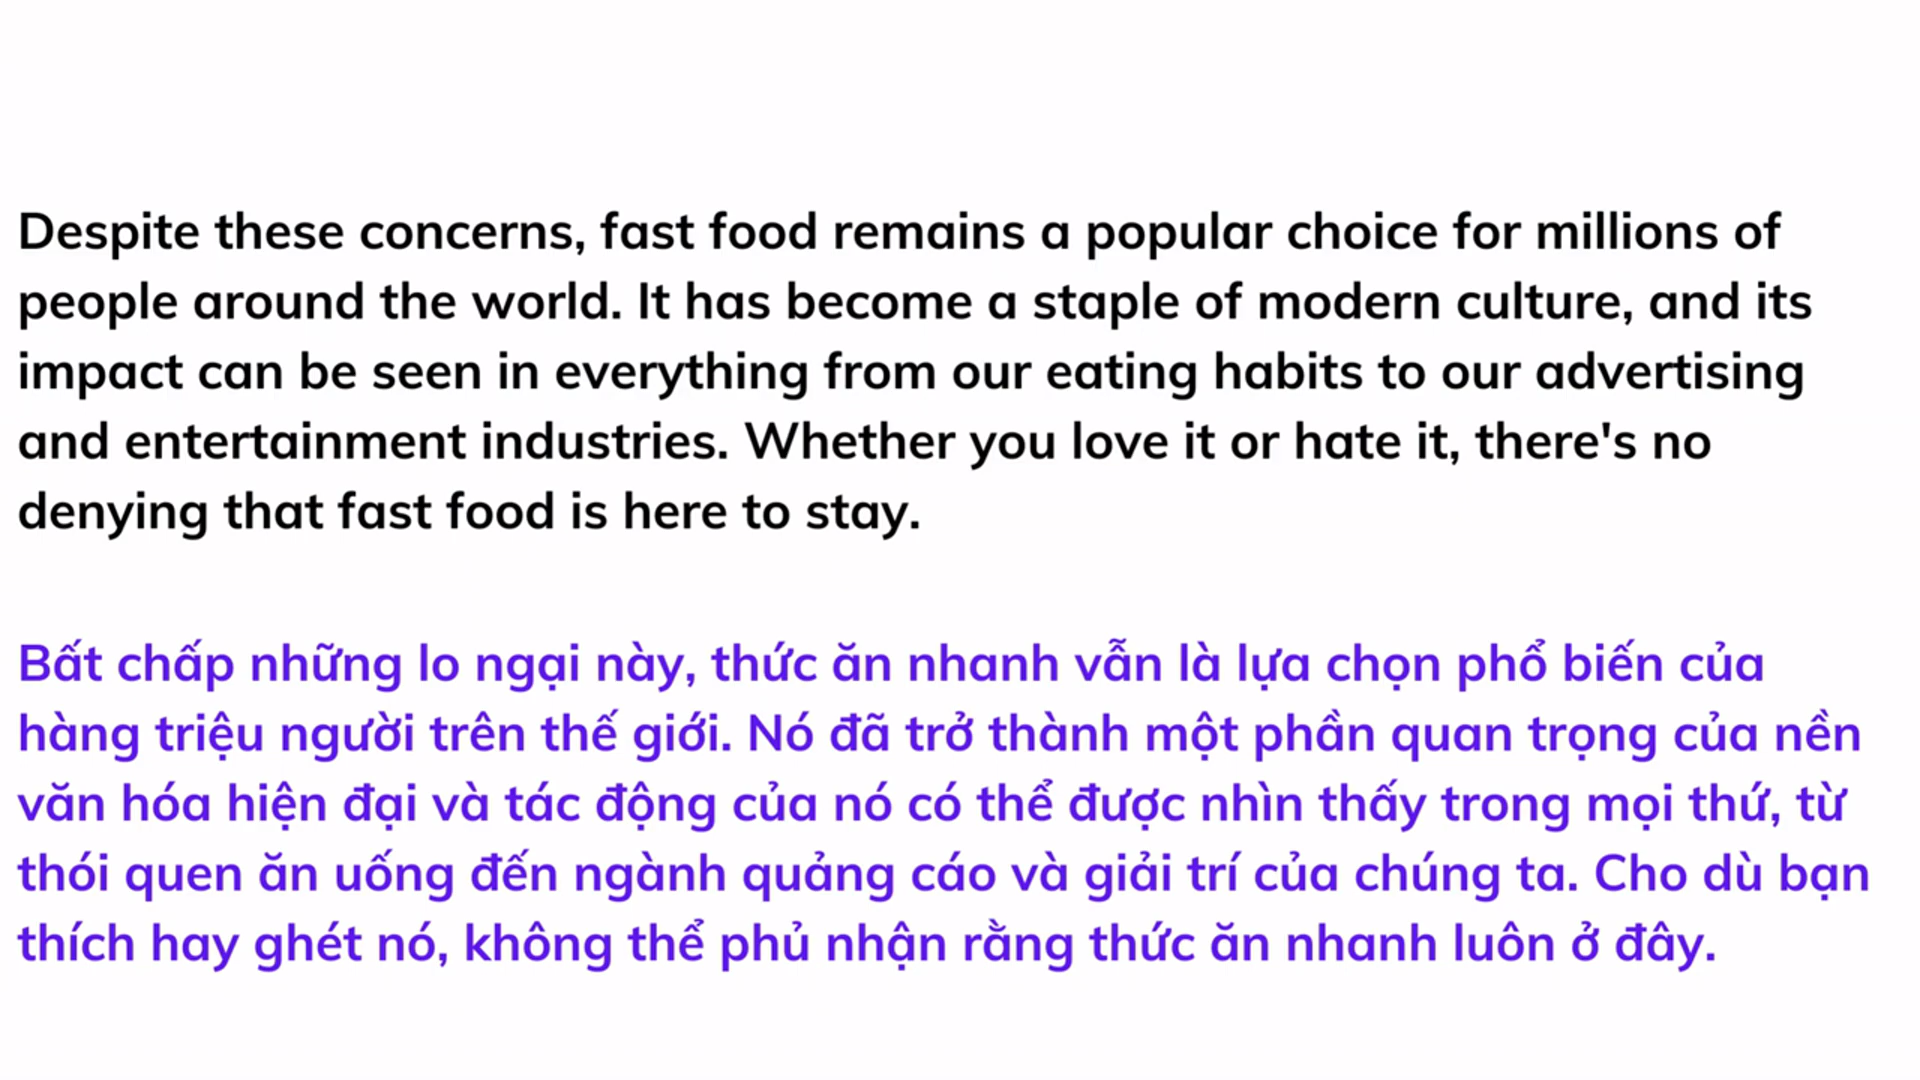 Despite these concerns, fast food remains a popular choice for millions of
people around the world. It has become a staple of modern culture, and its
impact can be seen in everything from our eating habits to our advertising
and entertainment industries. Whether you love it or hate it, there's no
denying that fast food is here to stay.
Bất chấp những lo ngại này, thức ăn nhanh vẫn là lựa chọn phổ biến của
hàng triệu người trên thế giới. Nó đã trở thành một phần quan trọng của nền
văn hóa hiện đại và tác động của nó có thể được nhìn thấy trong mọi thứ, từ
thói quen ăn uống đến ngành quảng cáo và giải trí của chúng ta. Cho dù bạn
thích hay ghét nó, không thể phủ nhận rằng thức ăn nhanh luôn ở đây.